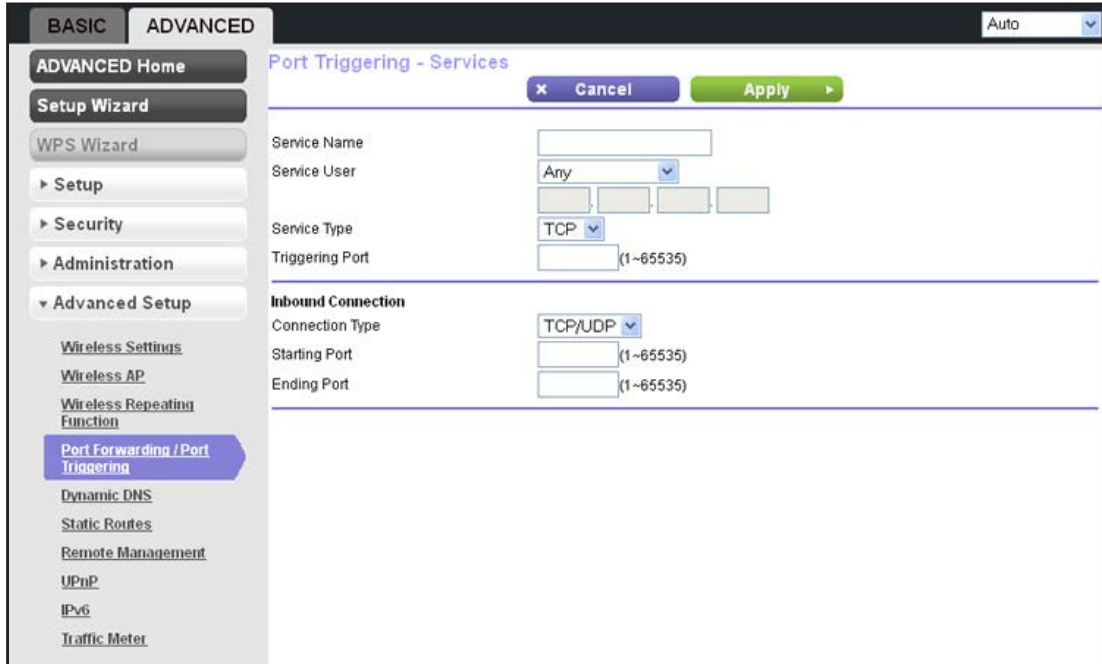 BASIC
ADVANCED
Auto
ADVANCED Home
Setup Wizard
WPS Wizard
Setup
Security
Administration
Advanced Setup
Wireless Settings
Wireless AP
Wireless Repeating
Function
Port Forwarding / Port
Triggering
Dynamic DNS
Static Routes
Remote Management
UPnP
IPv6
Traffic Meter
Port Triggering - Services
x Cancel
Apply
Service Name
Service User
Any
. . .
Service Type
TCP
Triggering Port
(1~65535)
Inbound Connection
Connection Type
TCP/UDP
Starting Port
(1~65535)
Ending Port
(1~65535)